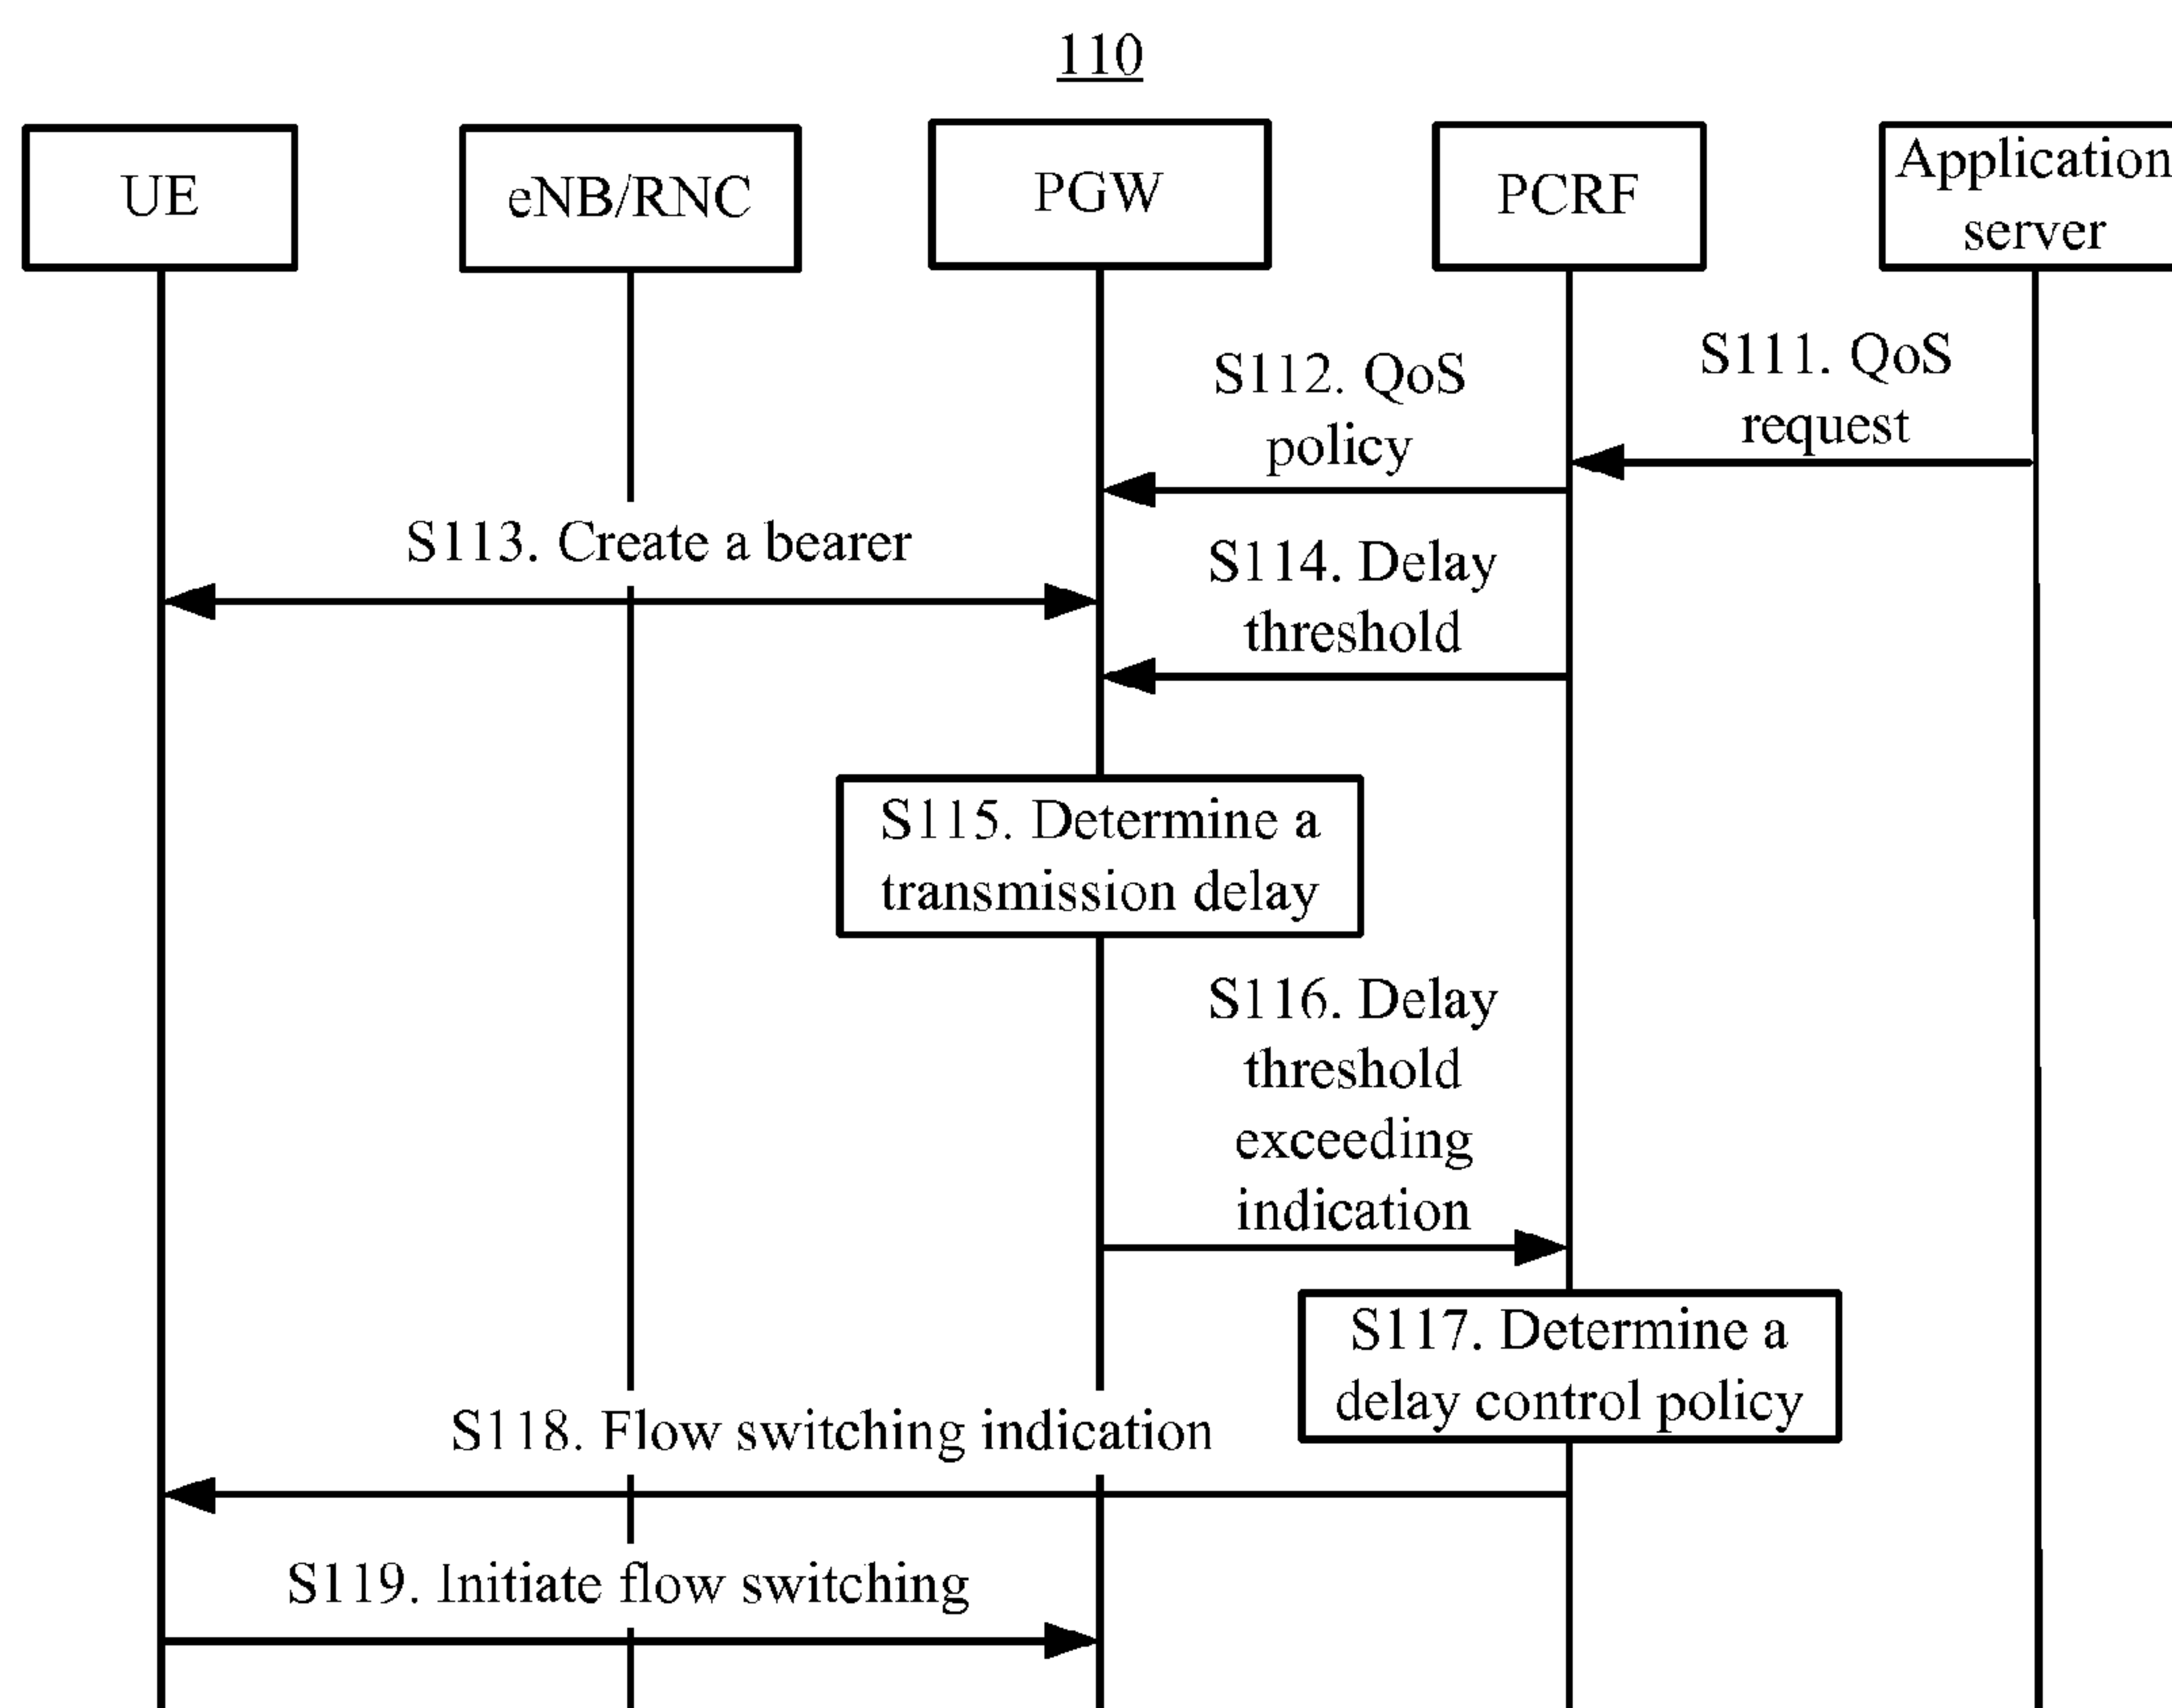 110
UE
eNB/RNC
PGW
PCRF
Application
server
S111. QoS
request
S112. QoS
policy
S113. Create a bearer
S114. Delay
threshold
S115. Determine a
transmission delay
S116. Delay
threshold
exceeding
indication
S117. Determine a
delay control policy
S118. Flow switching indication
S119. Initiate flow switching